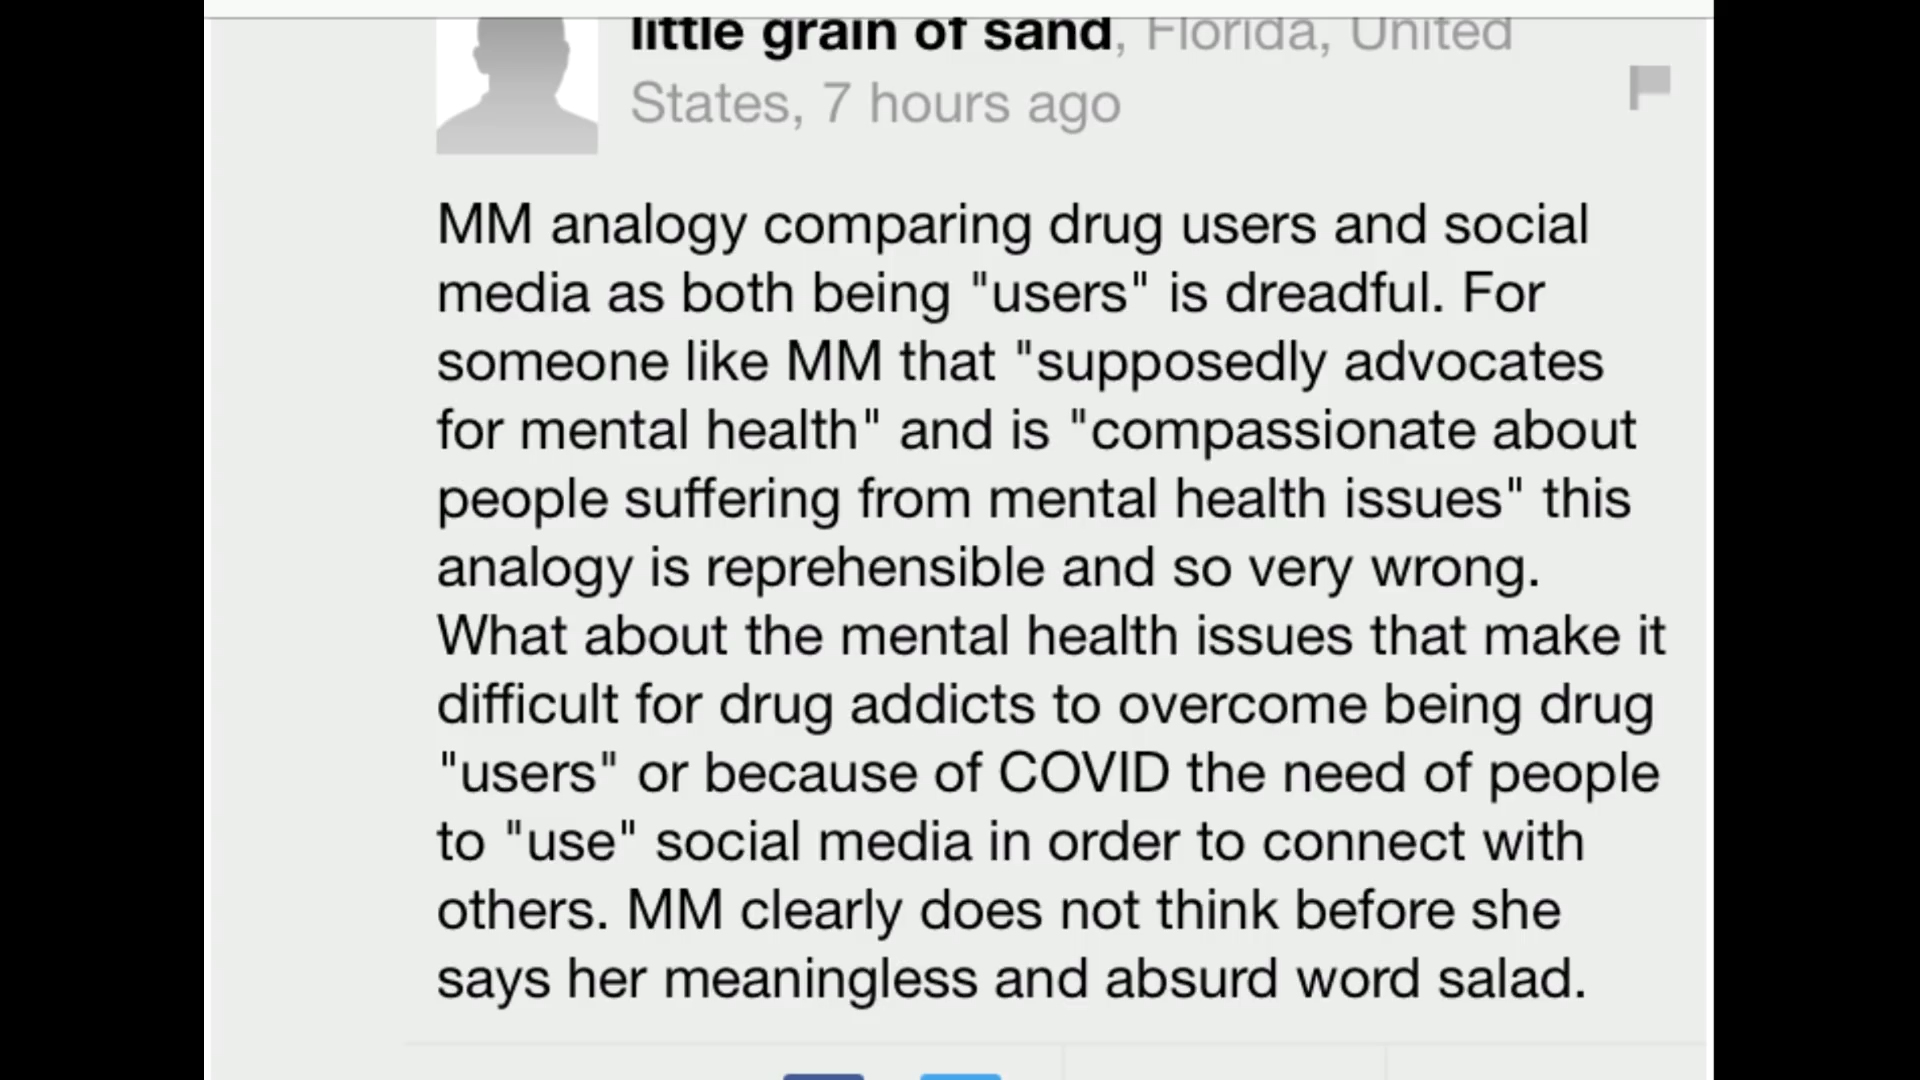 little grain of sand, Florida, United
States, 7 hours ago
MM analogy comparing drug users and social
media as both being "users" is dreadful. For
someone like MM that "supposedly advocates
for mental health" and is "compassionate about
people suffering from mental health issues" this
analogy is reprehensible and so very wrong.
What about the mental health issues that make it
difficult for drug addicts to overcome being drug
"users" or because of COVID the need of people
to "use" social media in order to connect with
others. MM clearly does not think before she
says her meaningless and absurd word salad.